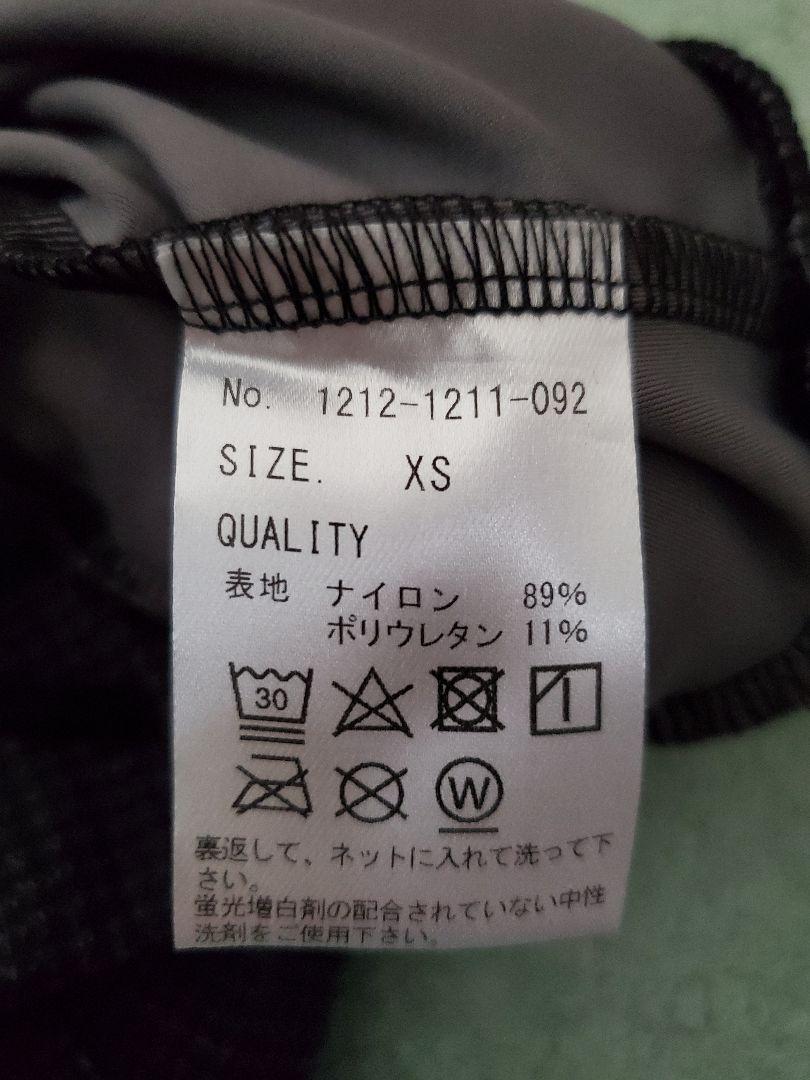 No. 1212-1211-092
SIZE. XS
QUALITY
表地 ナイロン 89%
ポリウレタン 11%
30
W
裏返して、ネットに入れて洗って下
さい。
蛍光増白剤の配合されていない中性
洗剤をご使用下さい。